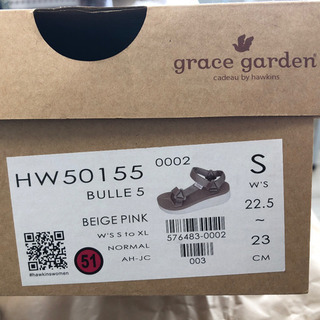 grace garden
cadeau by hawkins
HW50155 0002
BULLE 5
BEIGE PINK
W'S S to XL
NORMAL
AH-JC
51
#hawkinswomen
576483-0002
003
S
W'S
22.5
~
23
CM